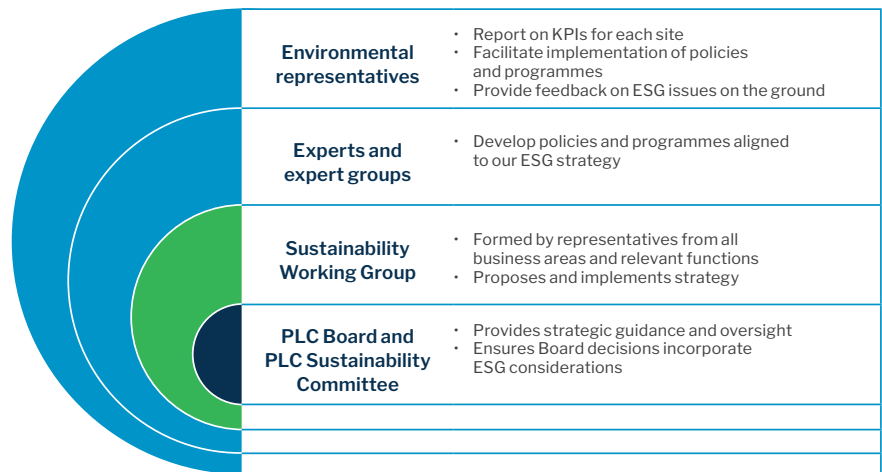 Environmental
representatives
• Report on KPIs for each site
• Facilitate implementation of policies
and programmes
• Provide feedback on ESG issues on the ground
Experts and
expert groups
• Develop policies and programmes aligned
to our ESG strategy
Sustainability
Working Group
• Formed by representatives from all
business areas and relevant functions
• Proposes and implements strategy
PLC Board and
PLC Sustainability
Committee
• Provides strategic guidance and oversight
• Ensures Board decisions incorporate
ESG considerations